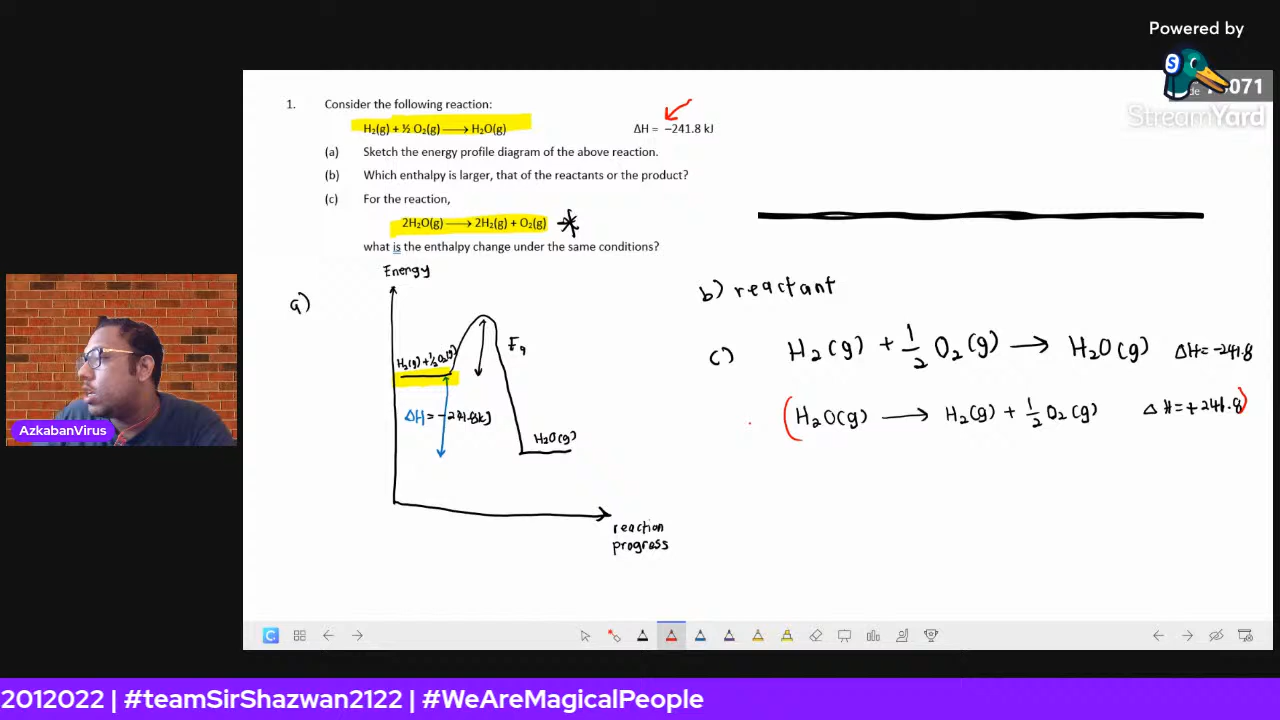 Powered by
071
StreamYard
1. Consider the following reaction:
H₂(g) + ½ O₂(g) ⟶ H₂O(g) ΔH = −241.8 kJ
(a) Sketch the energy profile diagram of the above reaction.
(b) Which enthalpy is larger, that of the reactants or the product?
(c) For the reaction,
2H₂O(g) ⟶ 2H₂(g) + O₂(g) *
what is the enthalpy change under the same conditions?
a)
Energy
H₂(g) + ½ O₂(g)
ΔH = −241.8kJ
H₂O(g)
reaction
progress
b) reactant
c) H₂(g) + ½ O₂(g) ⟶ H₂O(g) ΔH = −241.8
(H₂O(g) ⟶ H₂(g) + ½ O₂(g) ΔH = +241.8)
AzkabanVirus
2012022 | #teamSirShazwan2122 | #WeAreMagicalPeople